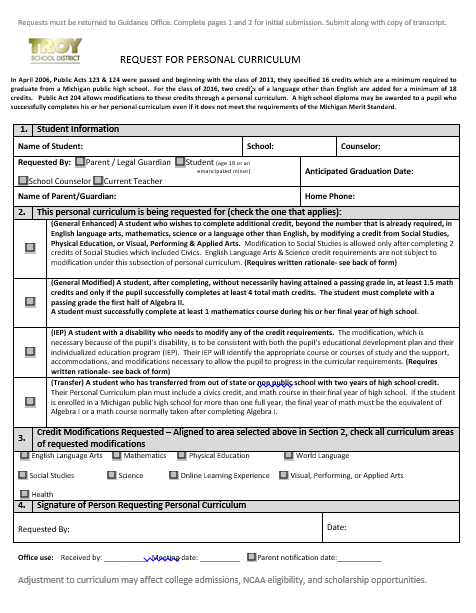 Requests must be returned to Guidance Office. Complete pages 1 and 2 for initial submission. Submit along with copy of transcript.
TROY
SCHOOL DISTRICT
REQUEST FOR PERSONAL CURRICULUM
In April 2006, Public Acts 123 & 124 were passed and beginning with the class of 2011, they specified 16 credits which are a minimum required to
graduate from a Michigan public high school. For the class of 2016, two credits of a language other than English are added for a minimum of 18
credits. Public Act 204 allows modifications to these credits through a personal curriculum. A high school diploma may be awarded to a pupil who
successfully completes his or her personal curriculum even if it does not meet the requirements of the Michigan Merit Standard.
1. Student Information
Name of Student: School: Counselor:
Requested By: Parent / Legal Guardian Student (age 18 or an
emancipated minor)
Anticipated Graduation Date:
School Counselor Current Teacher
Name of Parent/Guardian: Home Phone:
2. This personal curriculum is being requested for (check the one that applies):
(General Enhanced) A student who wishes to complete additional credit, beyond the number that is already required, in
English language arts, mathematics, science or a language other than English, by modifying a credit from Social Studies,
Physical Education, or Visual, Performing & Applied Arts. Modification to Social Studies is allowed only after completing 2
credits of Social Studies which included Civics. English Language Arts & Science credit requirements are not subject to
modification under this subsection of personal curriculum. (Requires written rationale- see back of form)
(General Modified) A student, after completing, without necessarily having attained a passing grade in, at least 1.5 math
credits and only if the pupil successfully completes at least 4 total math credits. The student must complete with a
passing grade the first half of Algebra II.
A student must successfully complete at least 1 mathematics course during his or her final year of high school.
(IEP) A student with a disability who needs to modify any of the credit requirements. The modification, which is
necessary because of the pupil's disability, is to be consistent with both the pupil's educational development plan and their
individualized education program (IEP). Their IEP will identify the appropriate course or courses of study and the support,
accommodations, and modifications necessary to allow the pupil to progress in the curricular requirements. (Requires
written rationale- see back of form)
(Transfer) A student who has transferred from out of state or non public school with two years of high school credit.
Their Personal Curriculum plan must include a civics credit, and math course in their final year of high school. If the student
is enrolled in a Michigan public high school for more than one full year, the final year of math must be the equivalent of
Algebra I or a math course normally taken after completing Algebra I.
3. Credit Modifications Requested – Aligned to area selected above in Section 2, check all curriculum areas
of requested modifications
English Language Arts Mathematics Physical Education World Language
Social Studies Science Online Learning Experience Visual, Performing, or Applied Arts
Health
4. Signature of Person Requesting Personal Curriculum
Requested By: Date:
Office use: Received by: ____________Meeting date: __________ Parent notification date:___________
Adjustment to curriculum may affect college admissions, NCAA eligibility, and scholarship opportunities.